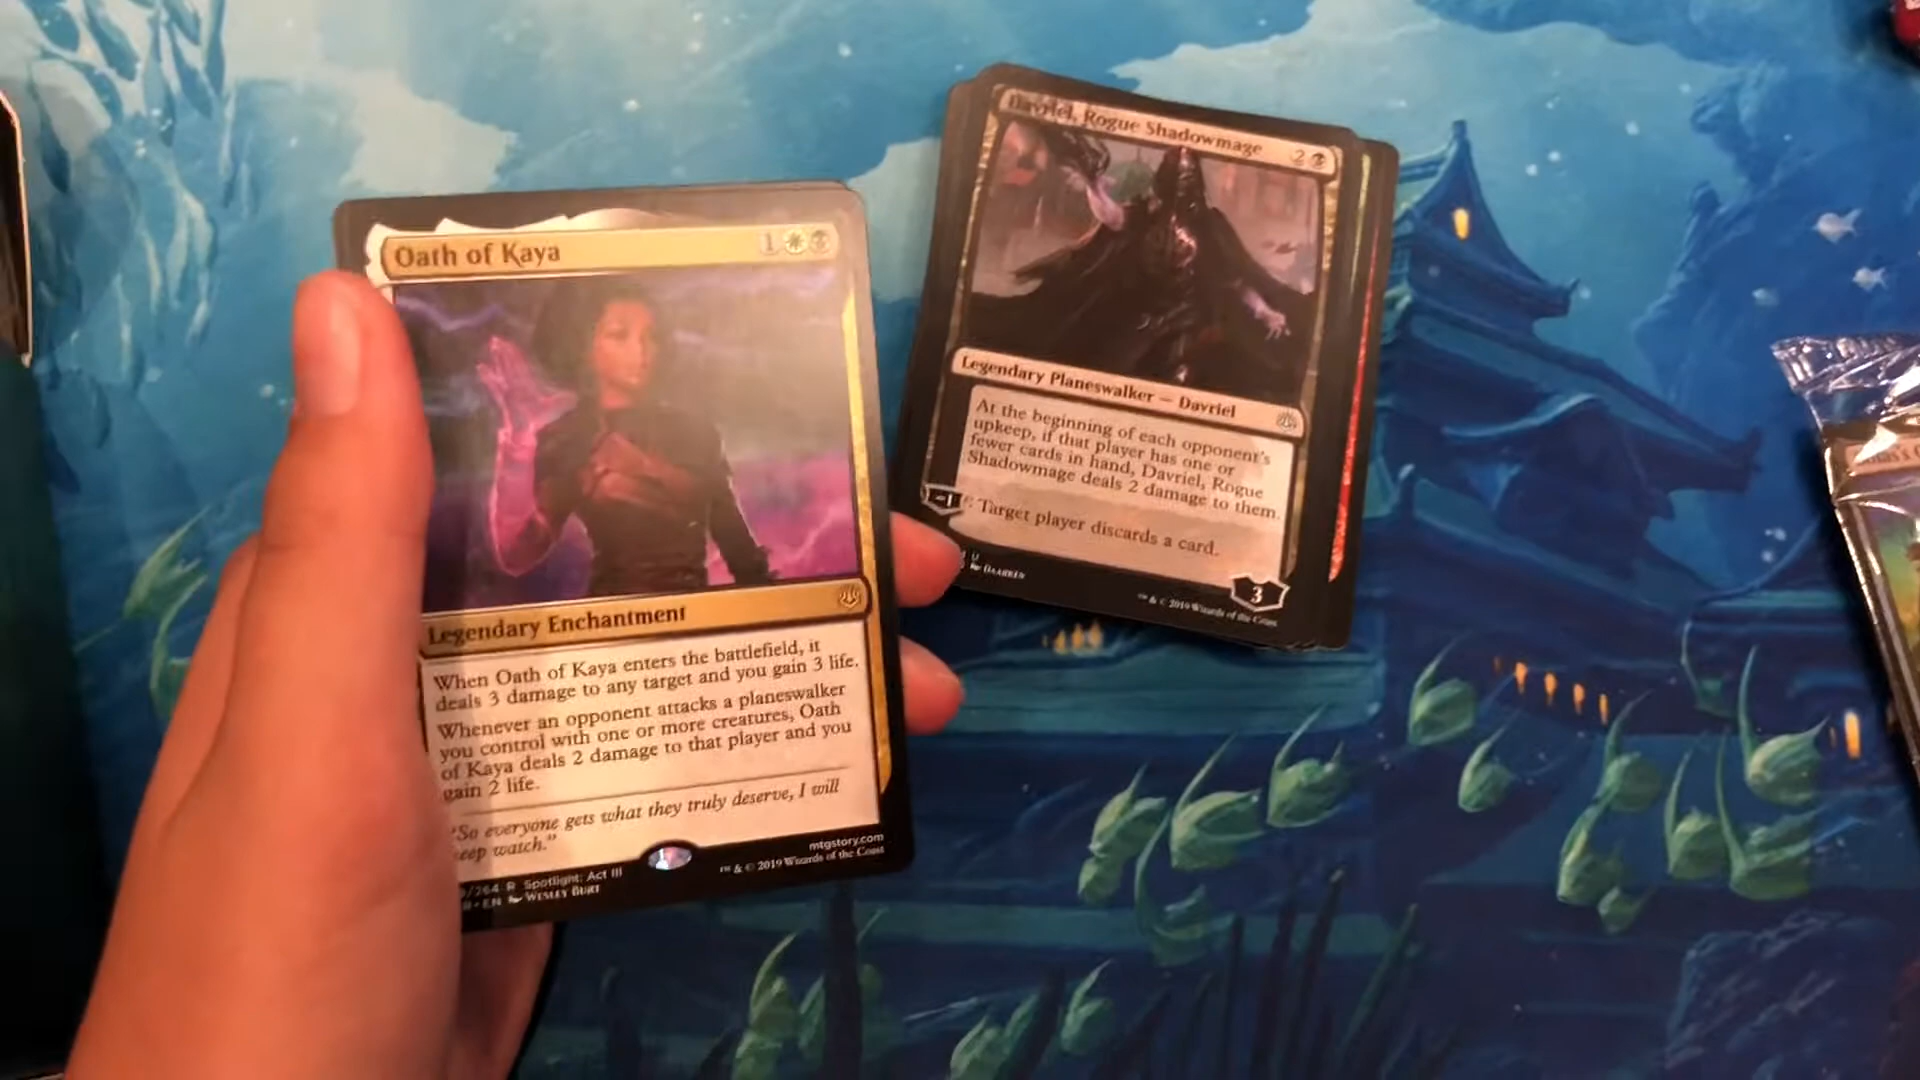 Oath of Kaya 1
Legendary Enchantment
When Oath of Kaya enters the battlefield, it
deals 3 damage to any target and you gain 3 life.
Whenever an opponent attacks a planeswalker
you control with one or more creatures, Oath
of Kaya deals 2 damage to that player and you
gain 2 life.
"So everyone gets what they truly deserve, I will
eep watch."
/264 R Spotlight: Act III
EN Wesley Burt
mtgstory.com
™ & © 2019 Wizards of the Coast
Davriel, Rogue Shadowmage 2
Legendary Planeswalker — Davriel
At the beginning of each opponent's
upkeep, if that player has one or
fewer cards in hand, Davriel, Rogue
Shadowmage deals 2 damage to them.
-1: Target player discards a card.
3
U
Daarken
™ & © 2019 Wizards of the Coast